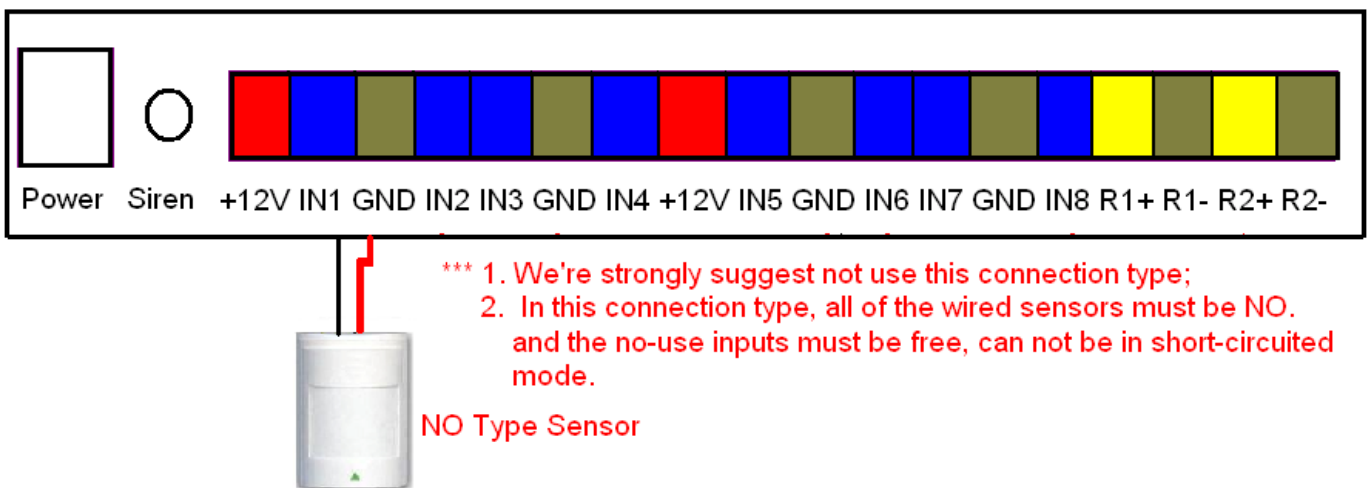 Power Siren +12V IN1 GND IN2 IN3 GND IN4 +12V IN5 GND IN6 IN7 GND IN8 R1+ R1- R2+ R2-
*** 1. We're strongly suggest not use this connection type;
2. In this connection type, all of the wired sensors must be NO.
and the no-use inputs must be free, can not be in short-circuited
mode.
NO Type Sensor